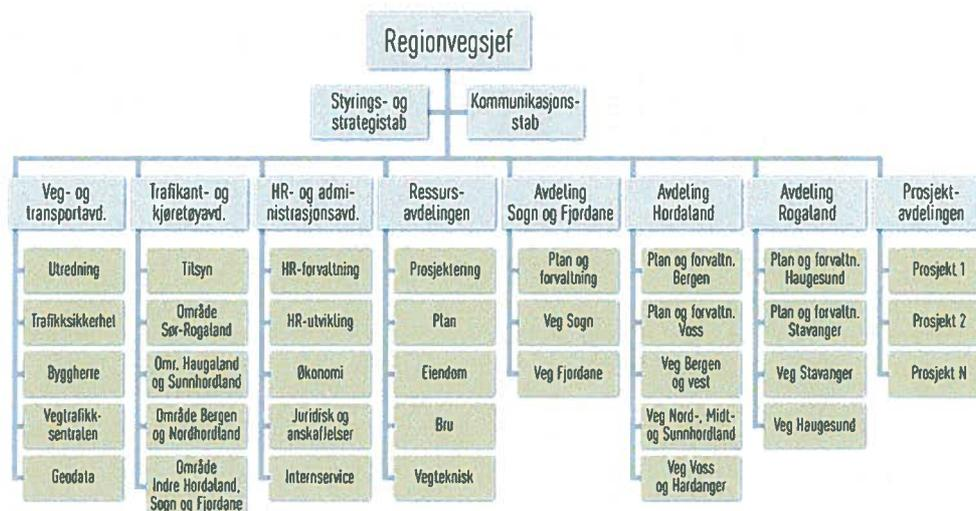 Regionvegsjef
Styrings- og
strategistab
Kommunikasjons-
stab
Veg- og
transportavd.
Utredning
Trafikksikkerhet
Byggherre
Vegtrafikk-
sentralen
Geodata
Trafikant- og
kjøretøyavd.
Tilsyn
Område
Sør-Rogaland
Omr. Haugaland
og Sunnhordland
Område Bergen
og Nordhordland
Område
Indre Hordaland,
Sogn og Fjordane
HR- og admi-
nistrasjonsavd.
HR-forvaltning
HR-utvikling
Økonomi
Juridisk og
anskaffelser
Internservice
Ressurs-
avdelingen
Prosjektering
Plan
Eiendom
Bru
Vegteknisk
Avdeling
Sogn og Fjordane
Plan og
forvaltning
Veg Sogn
Veg Fjordane
Avdeling
Hordaland
Plan og forvaltn.
Bergen
Plan og forvaltn.
Voss
Veg Bergen
og vest
Veg Nord-, Midt-
og Sunnhordland
Veg Voss
og Hardanger
Avdeling
Rogaland
Plan og forvaltn.
Haugesund
Plan og forvaltn.
Stavanger
Veg Stavanger
Veg Haugesund
Prosjekt-
avdelingen
Prosjekt 1
Prosjekt 2
Prosjekt N